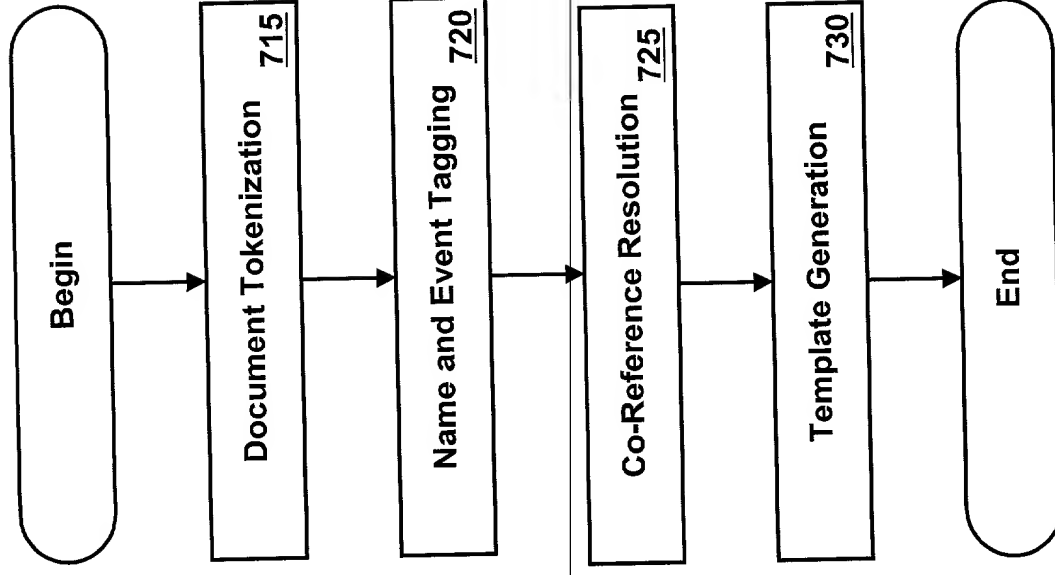 Begin
Document Tokenization
715
Name and Event Tagging
720
Co-Reference Resolution
725
Template Generation
730
End